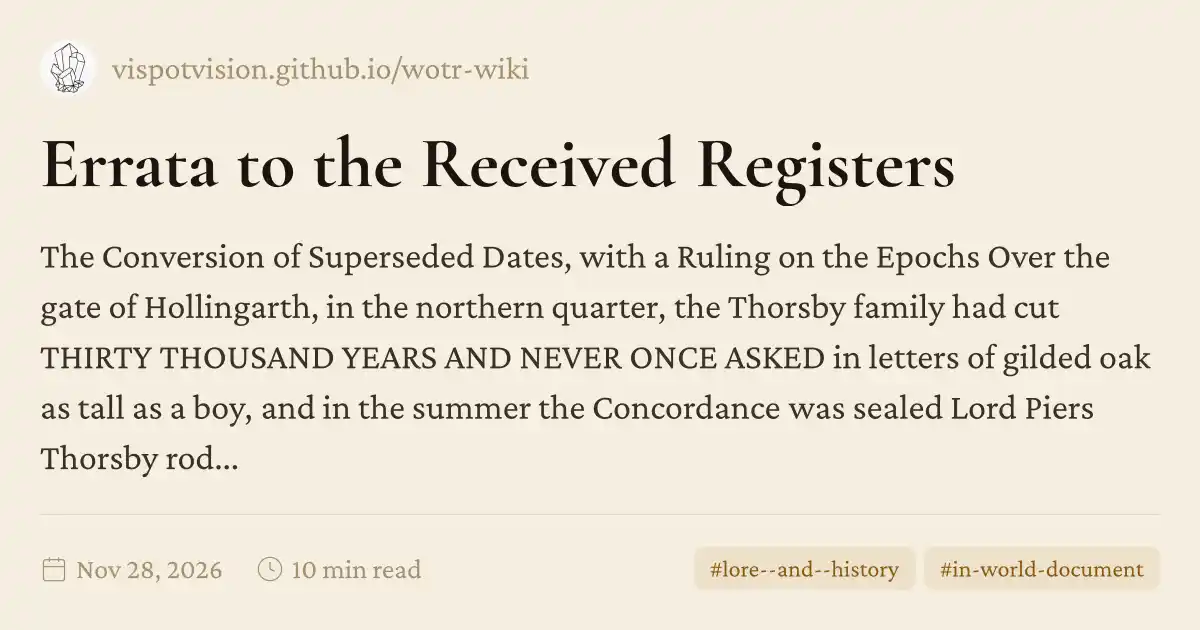 vispotvision.github.io/wotr-wiki
Errata to the Received Registers
The Conversion of Superseded Dates, with a Ruling on the Epochs Over the
gate of Hollingarth, in the northern quarter, the Thorsby family had cut
THIRTY THOUSAND YEARS AND NEVER ONCE ASKED in letters of gilded oak
as tall as a boy, and in the summer the Concordance was sealed Lord Piers
Thorsby rod...
Nov 28, 2026
10 min read
#lore--and--history
#in-world-document